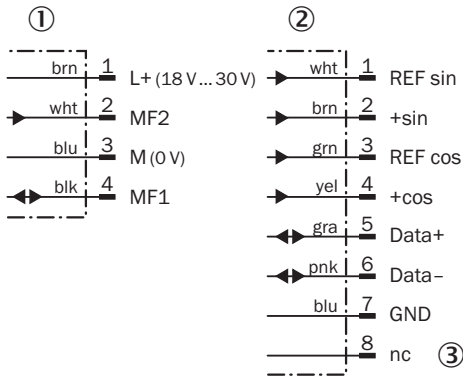 ①
brn 1 L+ (18 V... 30 V)
wht 2 MF2
blu 3 M (0 V)
blk 4 MF1
②
wht 1 REF sin
brn 2 +sin
grn 3 REF cos
yel 4 +cos
gra 5 Data+
pnk 6 Data–
blu 7 GND
8 nc ③